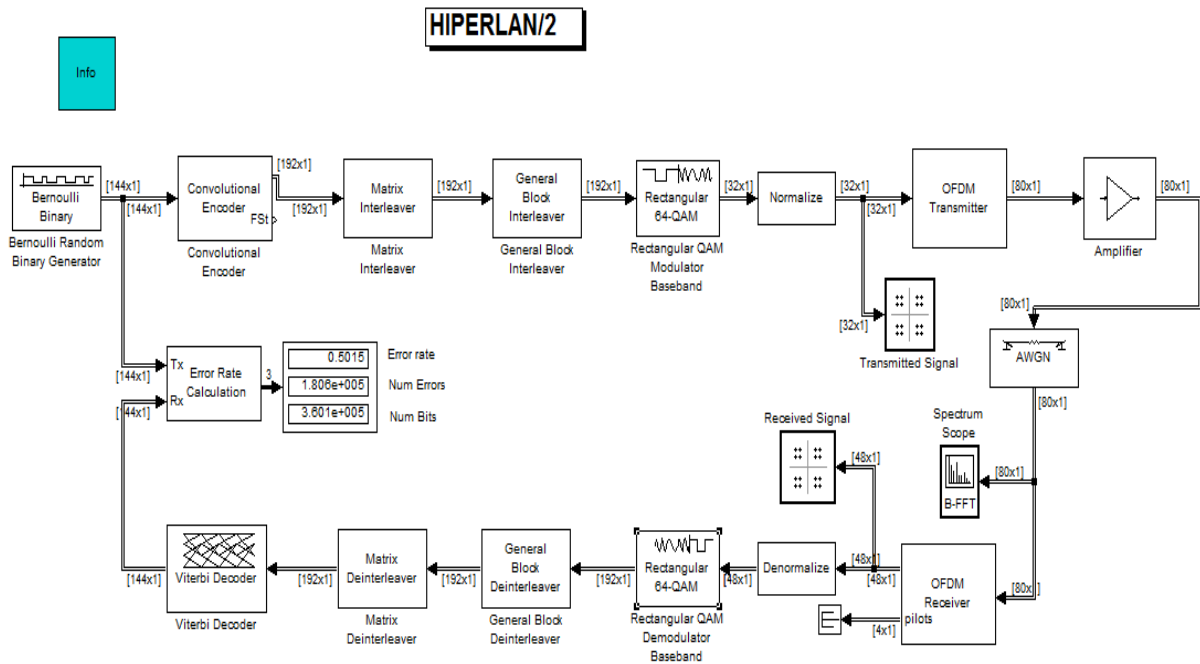 HIPERLAN/2
Info
Bernoulli
Binary
Bernoulli Random
Binary Generator
[144x1]
[144x1]
Convolutional
Encoder
FSt
Convolutional
Encoder
[192x1]
[192x1]
Matrix
Interleaver
Matrix
Interleaver
[192x1]
General
Block
Interleaver
General Block
Interleaver
[192x1]
Rectangular
64-QAM
Rectangular QAM
Modulator
Baseband
[32x1]
Normalize
[32x1]
[32x1]
OFDM
Transmitter
[80x1]
Amplifier
[80x1]
[32x1]
Transmitted Signal
[80x1]
AWGN
[80x1]
[144x1]
Tx
Rx
Error Rate
Calculation
[144x1]
3
0.5015
Error rate
1.806e+005
Num Errors
3.601e+005
Num Bits
Received Signal
[48x1]
Spectrum
Scope
B-FFT
[80x1]
Viterbi Decoder
Viterbi Decoder
[144x1]
[192x1]
Matrix
Deinterleaver
Matrix
Deinterleaver
[192x1]
General
Block
Deinterleaver
General Block
Deinterleaver
[192x1]
Rectangular
64-QAM
Rectangular QAM
Demodulator
Baseband
[48x1]
Denormalize
[48x1]
[48x1]
OFDM
Receiver
pilots
[80x1]
[4x1]